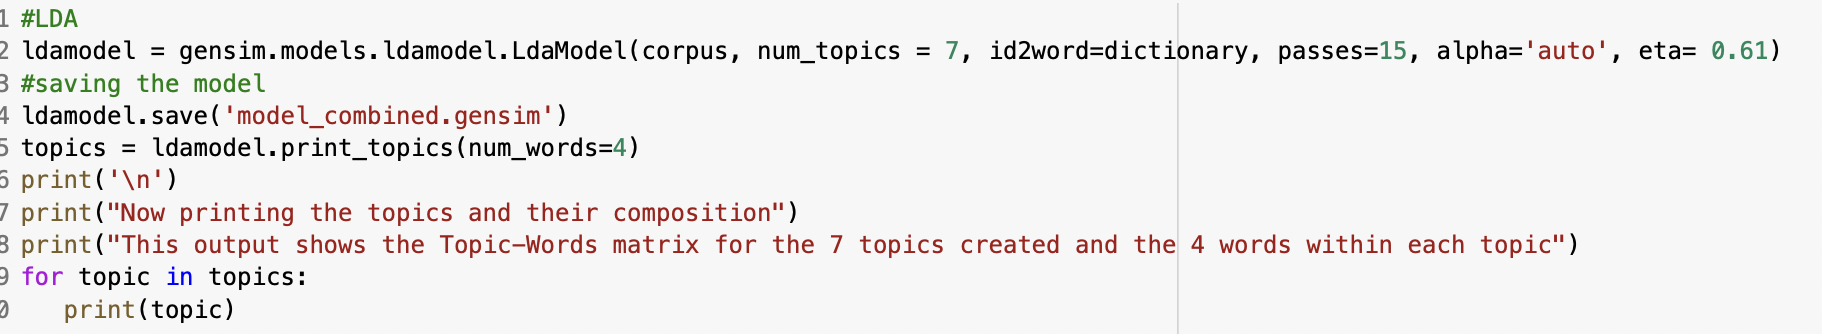 1 #LDA
2 ldamodel = gensim.models.ldamodel.LdaModel(corpus, num_topics = 7, id2word=dictionary, passes=15, alpha='auto', eta= 0.61)
3 #saving the model
4 ldamodel.save('model_combined.gensim')
5 topics = ldamodel.print_topics(num_words=4)
6 print('\n')
7 print("Now printing the topics and their composition")
8 print("This output shows the Topic-Words matrix for the 7 topics created and the 4 words within each topic")
9 for topic in topics:
0    print(topic)